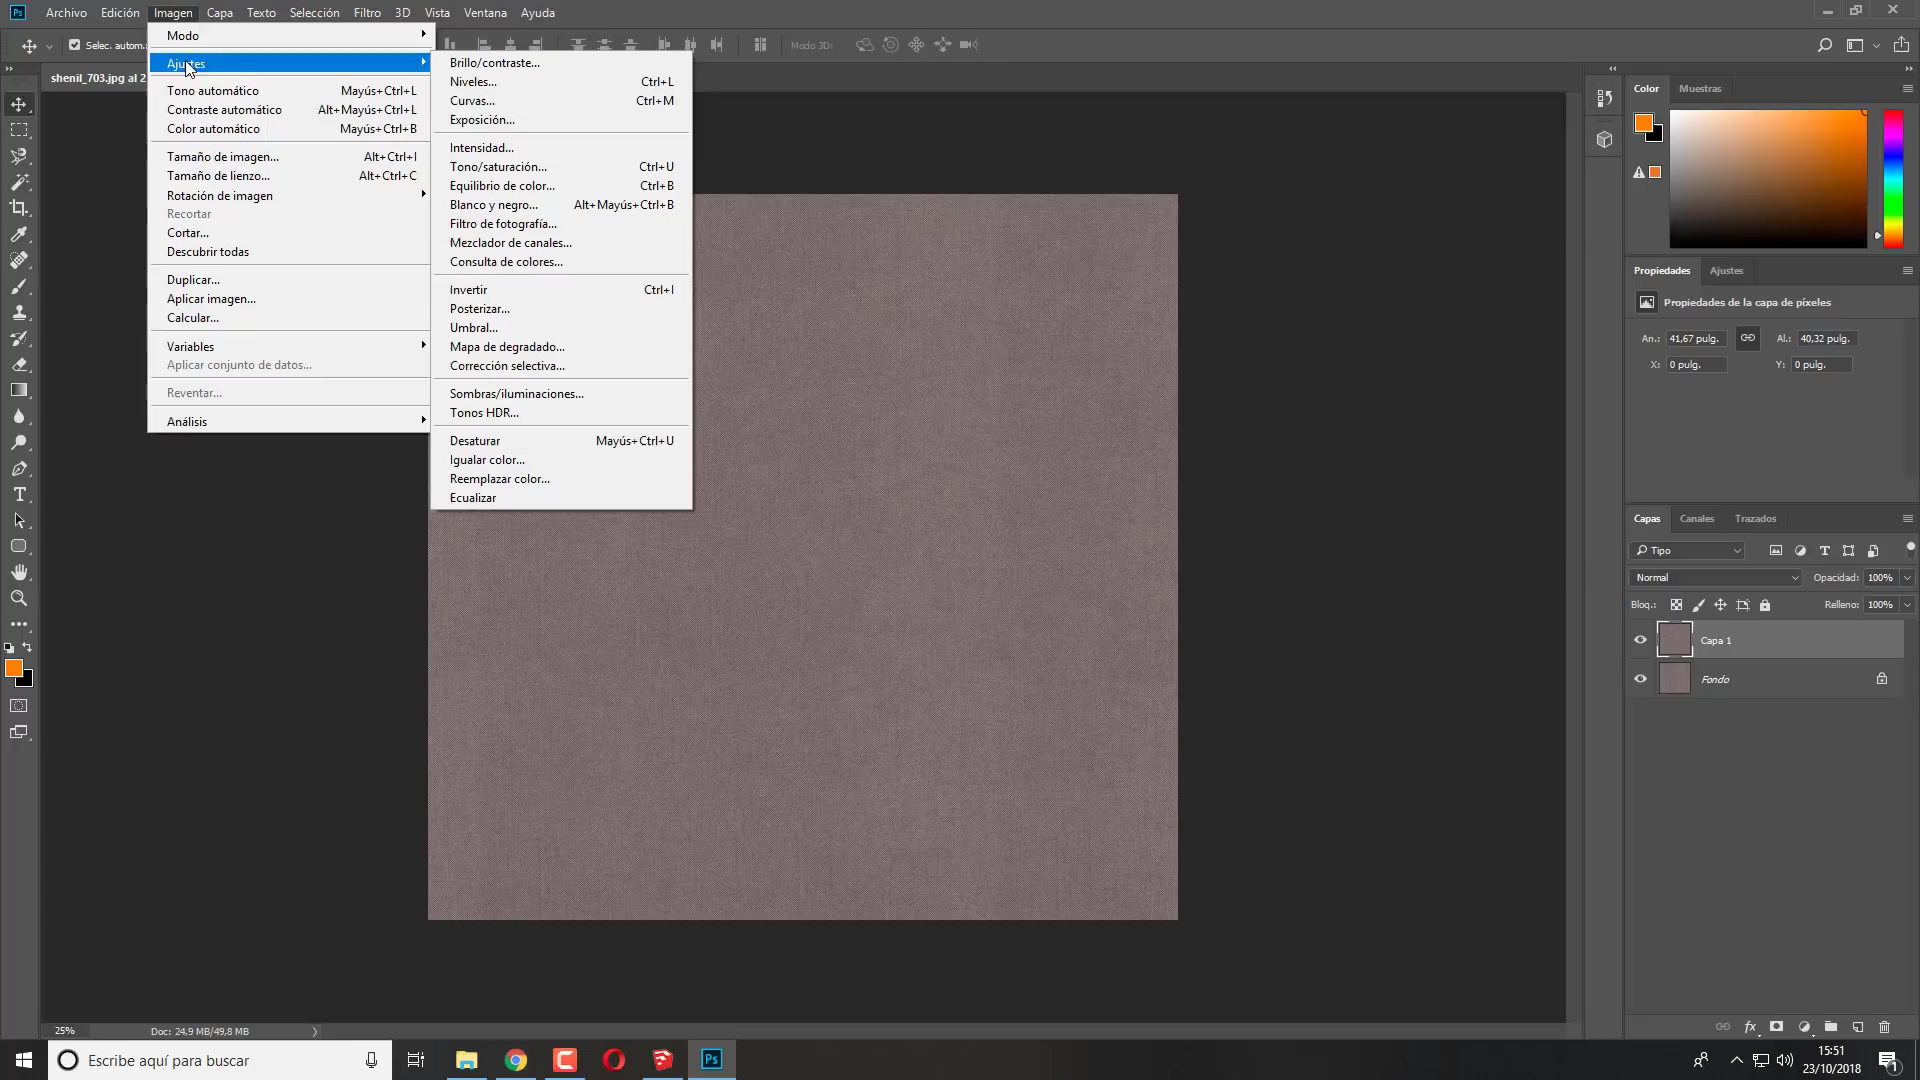 Ps Archivo Edición Imagen Capa Texto Selección Filtro 3D Vista Ventana Ayuda
Selec. autom.
Modo 3D:
shenil_703.jpg al 2
Modo
Ajustes
Tono automático Mayús+Ctrl+L
Contraste automático Alt+Mayús+Ctrl+L
Color automático Mayús+Ctrl+B
Tamaño de imagen... Alt+Ctrl+I
Tamaño de lienzo... Alt+Ctrl+C
Rotación de imagen
Recortar
Cortar...
Descubrir todas
Duplicar...
Aplicar imagen...
Calcular...
Variables
Aplicar conjunto de datos...
Reventar...
Análisis
Brillo/contraste...
Niveles... Ctrl+L
Curvas... Ctrl+M
Exposición...
Intensidad...
Tono/saturación... Ctrl+U
Equilibrio de color... Ctrl+B
Blanco y negro... Alt+Mayús+Ctrl+B
Filtro de fotografía...
Mezclador de canales...
Consulta de colores...
Invertir Ctrl+I
Posterizar...
Umbral...
Mapa de degradado...
Corrección selectiva...
Sombras/iluminaciones...
Tonos HDR...
Desaturar Mayús+Ctrl+U
Igualar color...
Reemplazar color...
Ecualizar
Color Muestras
Propiedades Ajustes
Propiedades de la capa de píxeles
An.: 41,67 pulg. Al.: 40,32 pulg.
X: 0 pulg. Y: 0 pulg.
Capas Canales Trazados
Tipo
Normal Opacidad: 100%
Bloq.: Relleno: 100%
Capa 1
Fondo
fx
25% Doc: 24,9 MB/49,8 MB
Escribe aquí para buscar
Ps
15:51
23/10/2018
1